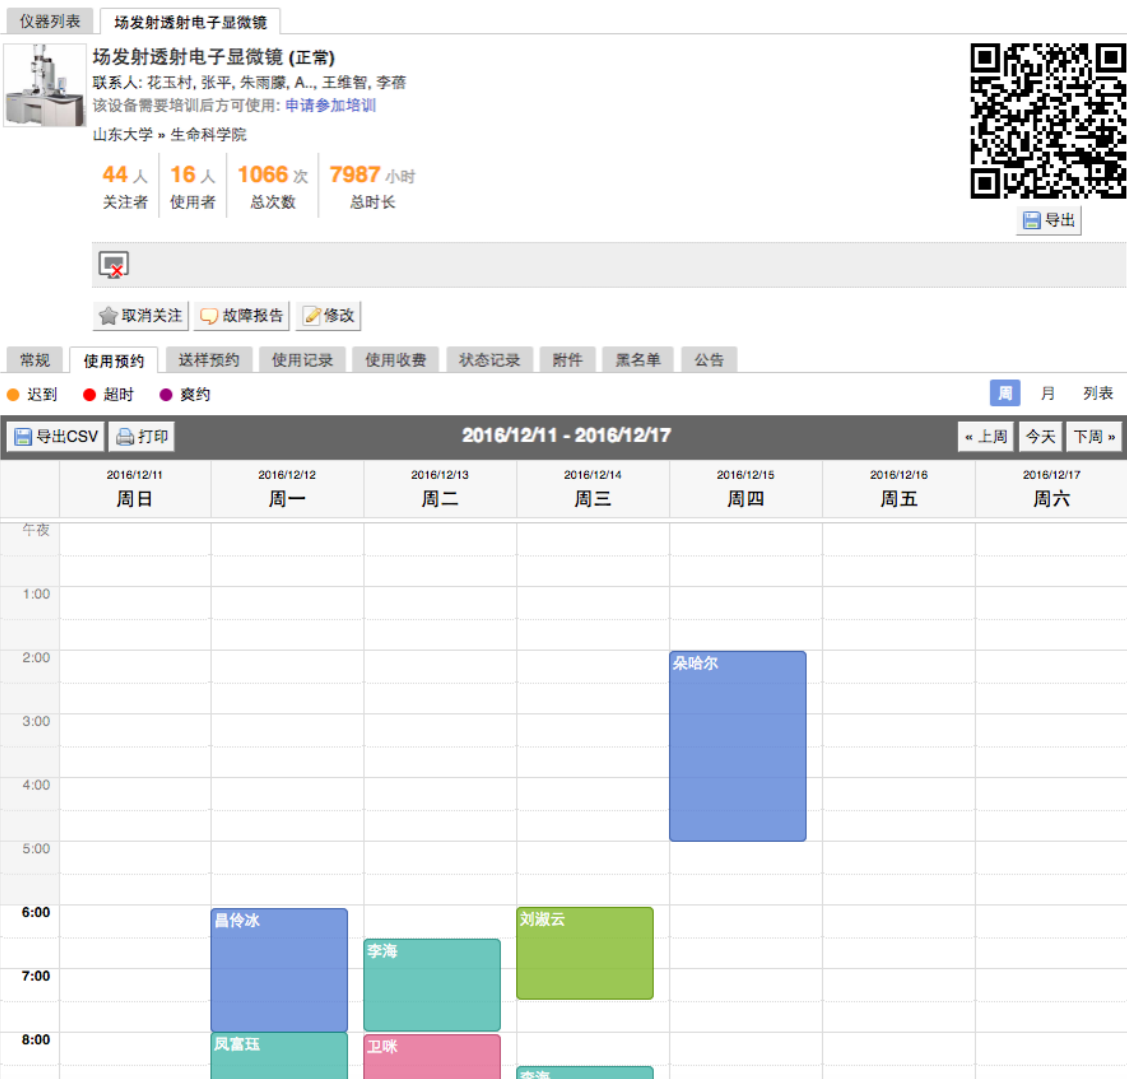 仪器列表 场发射透射电子显微镜
场发射透射电子显微镜 (正常)
联系人: 花玉村, 张平, 朱雨朦, A.., 王维智, 李蓓
该设备需要培训后方可使用: 申请参加培训
山东大学 » 生命科学院
44 人 16 人 1066 次 7987 小时
关注者 使用者 总次数 总时长
导出
取消关注 故障报告 修改
常规 使用预约 送样预约 使用记录 使用收费 状态记录 附件 黑名单 公告
迟到 超时 爽约 周 月 列表
导出CSV 打印 2016/12/11 - 2016/12/17 « 上周 今天 下周 »
2016/12/11 2016/12/12 2016/12/13 2016/12/14 2016/12/15 2016/12/16 2016/12/17
周日 周一 周二 周三 周四 周五 周六
午夜
1:00
2:00
朵哈尔
3:00
4:00
5:00
6:00
昌伶冰 刘淑云
李海
7:00
8:00
凤富珏 卫咪
李海